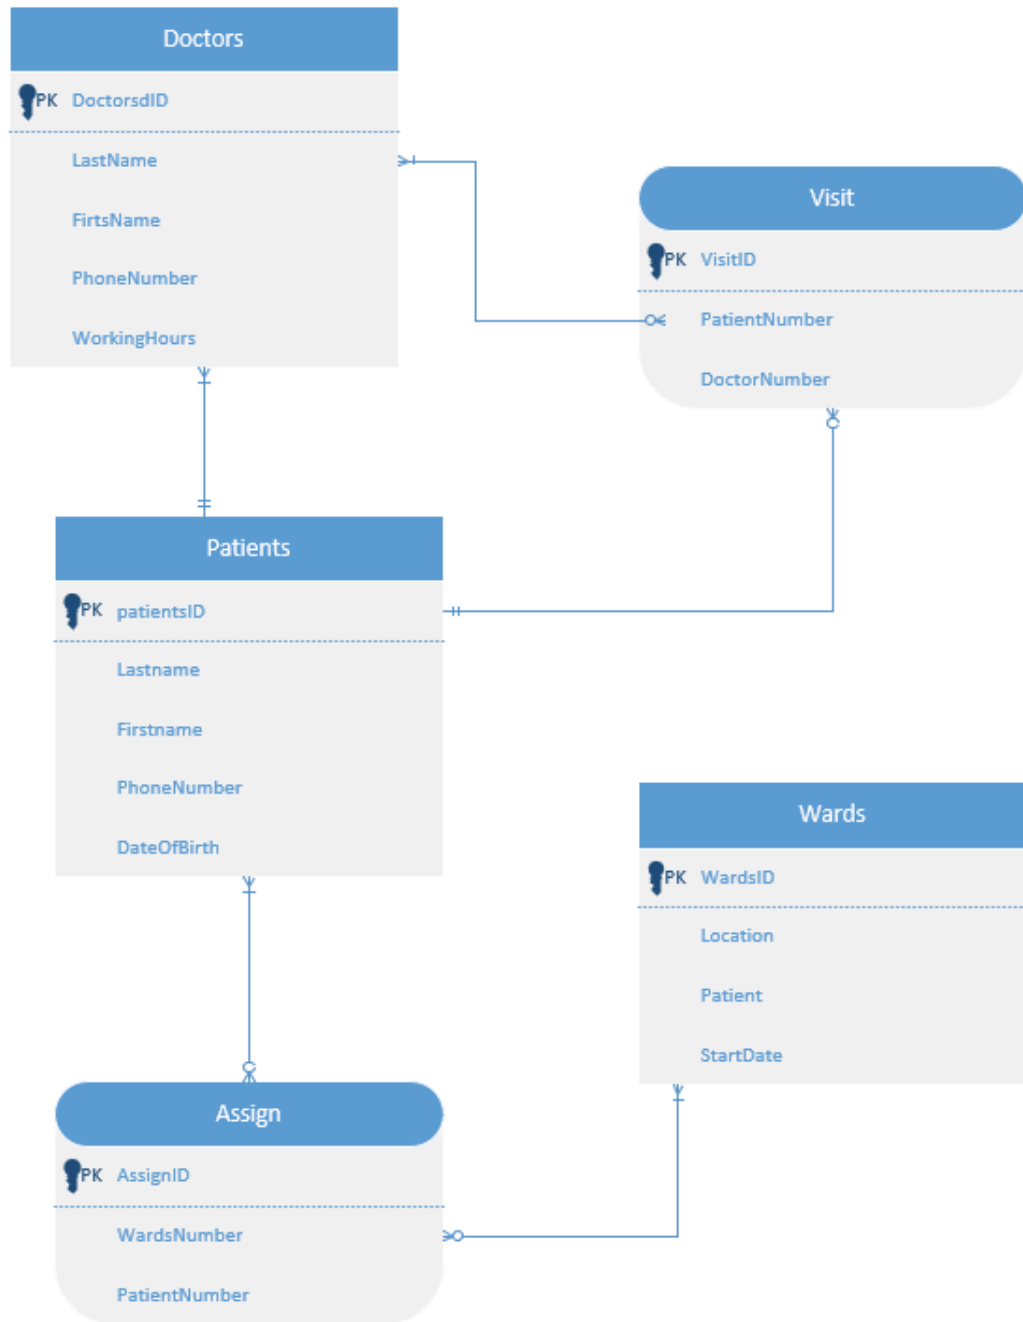 Doctors
PK DoctorsdID
LastName
FirtsName
PhoneNumber
WorkingHours
Visit
PK VisitID
PatientNumber
DoctorNumber
Patients
PK patientsID
Lastname
Firstname
PhoneNumber
DateOfBirth
Wards
PK WardsID
Location
Patient
StartDate
Assign
PK AssignID
WardsNumber
PatientNumber